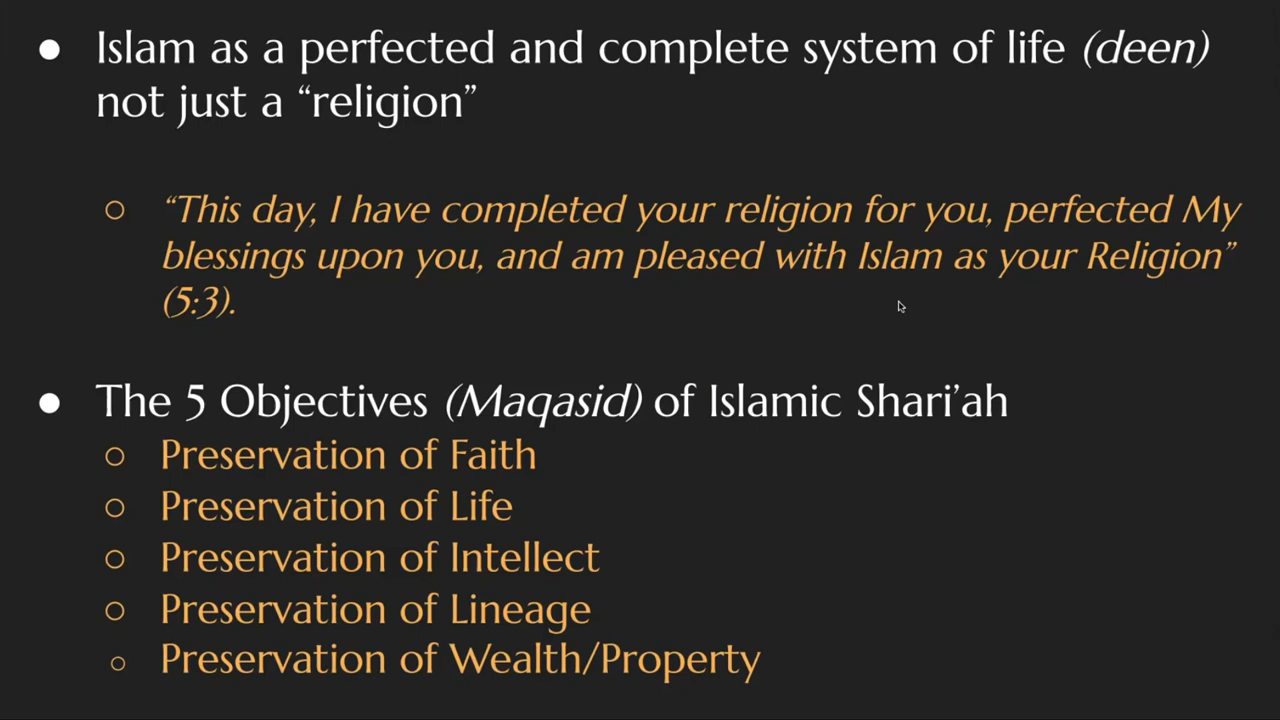 ● Islam as a perfected and complete system of life (deen)
not just a “religion”
○ “This day, I have completed your religion for you, perfected My
blessings upon you, and am pleased with Islam as your Religion”
(5:3).
● The 5 Objectives (Maqasid) of Islamic Shari’ah
○ Preservation of Faith
○ Preservation of Life
○ Preservation of Intellect
○ Preservation of Lineage
○ Preservation of Wealth/Property